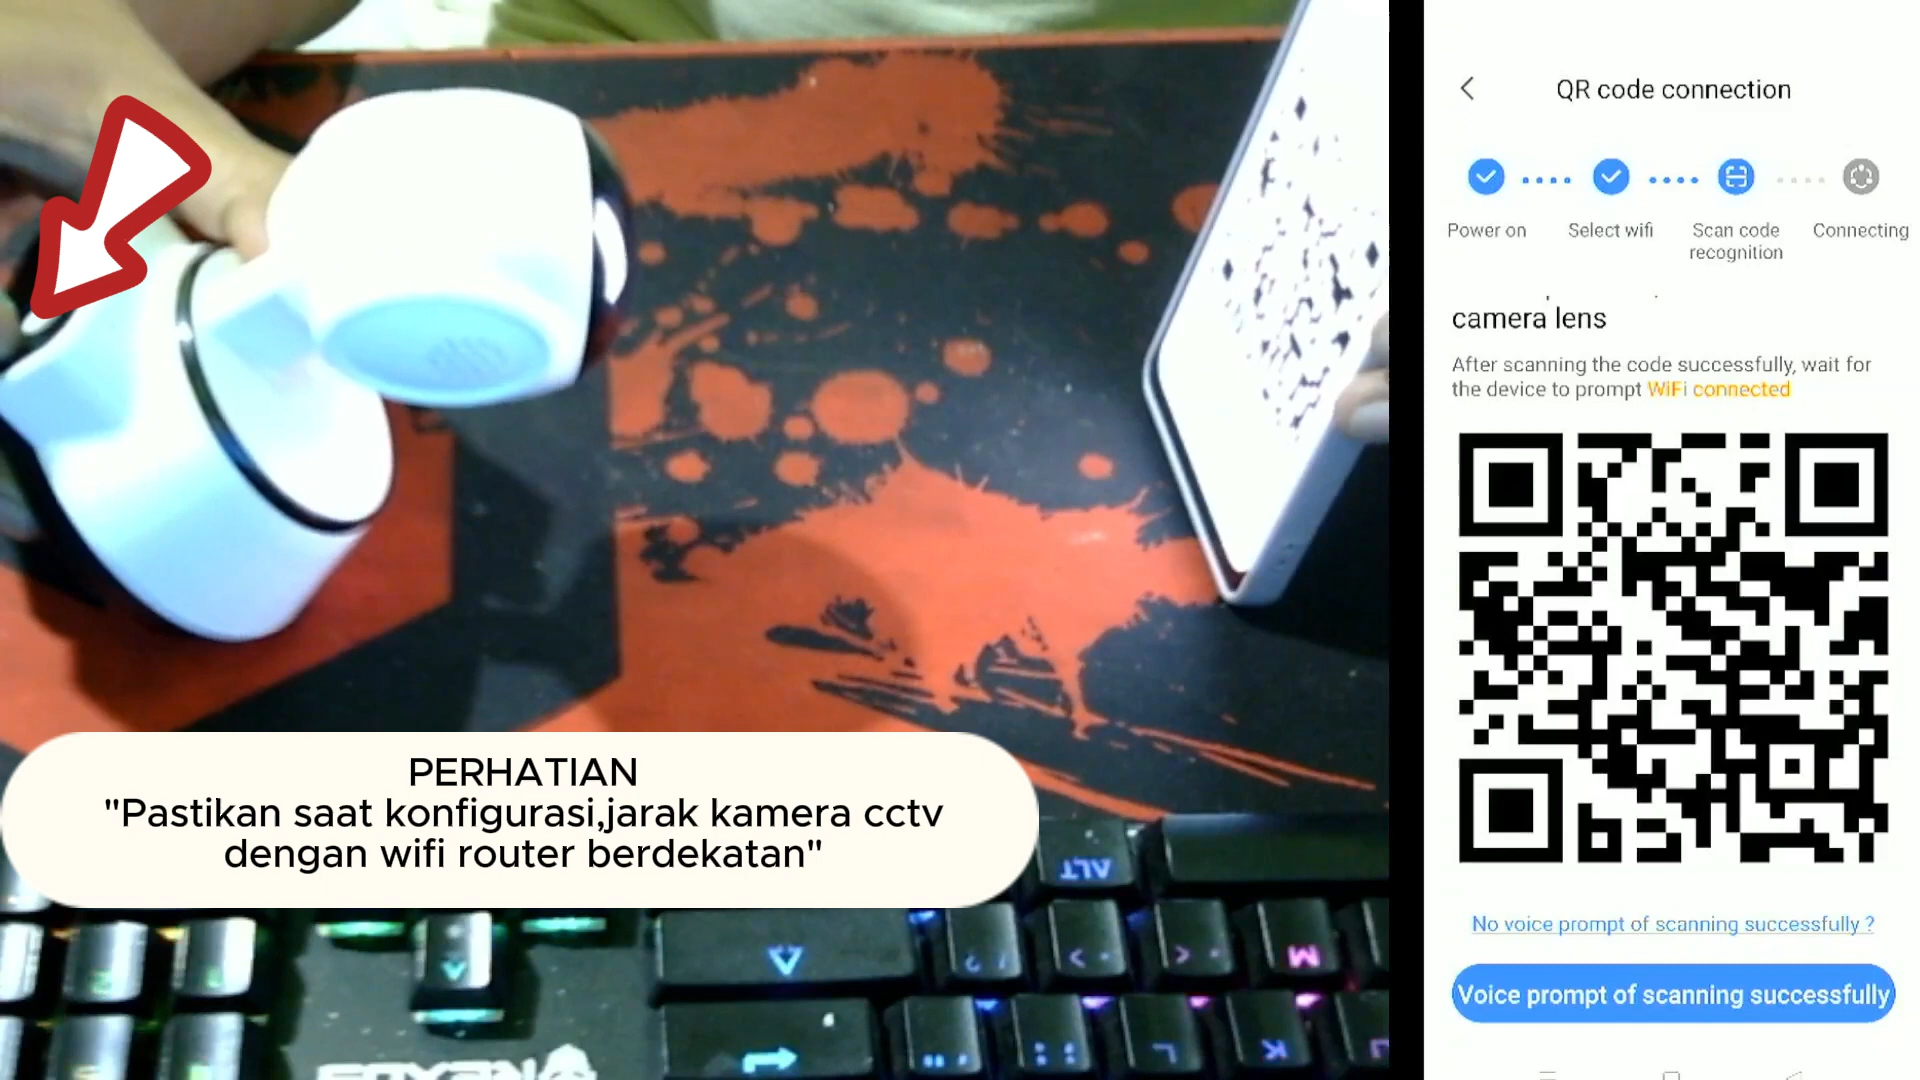 PERHATIAN
"Pastikan saat konfigurasi,jarak kamera cctv
dengan wifi router berdekatan"
ALT
M
K
L
QR code connection
Power on
Select wifi
Scan code
recognition
Connecting
camera lens
After scanning the code successfully, wait for
the device to prompt WiFi connected
No voice prompt of scanning successfully ?
Voice prompt of scanning successfully